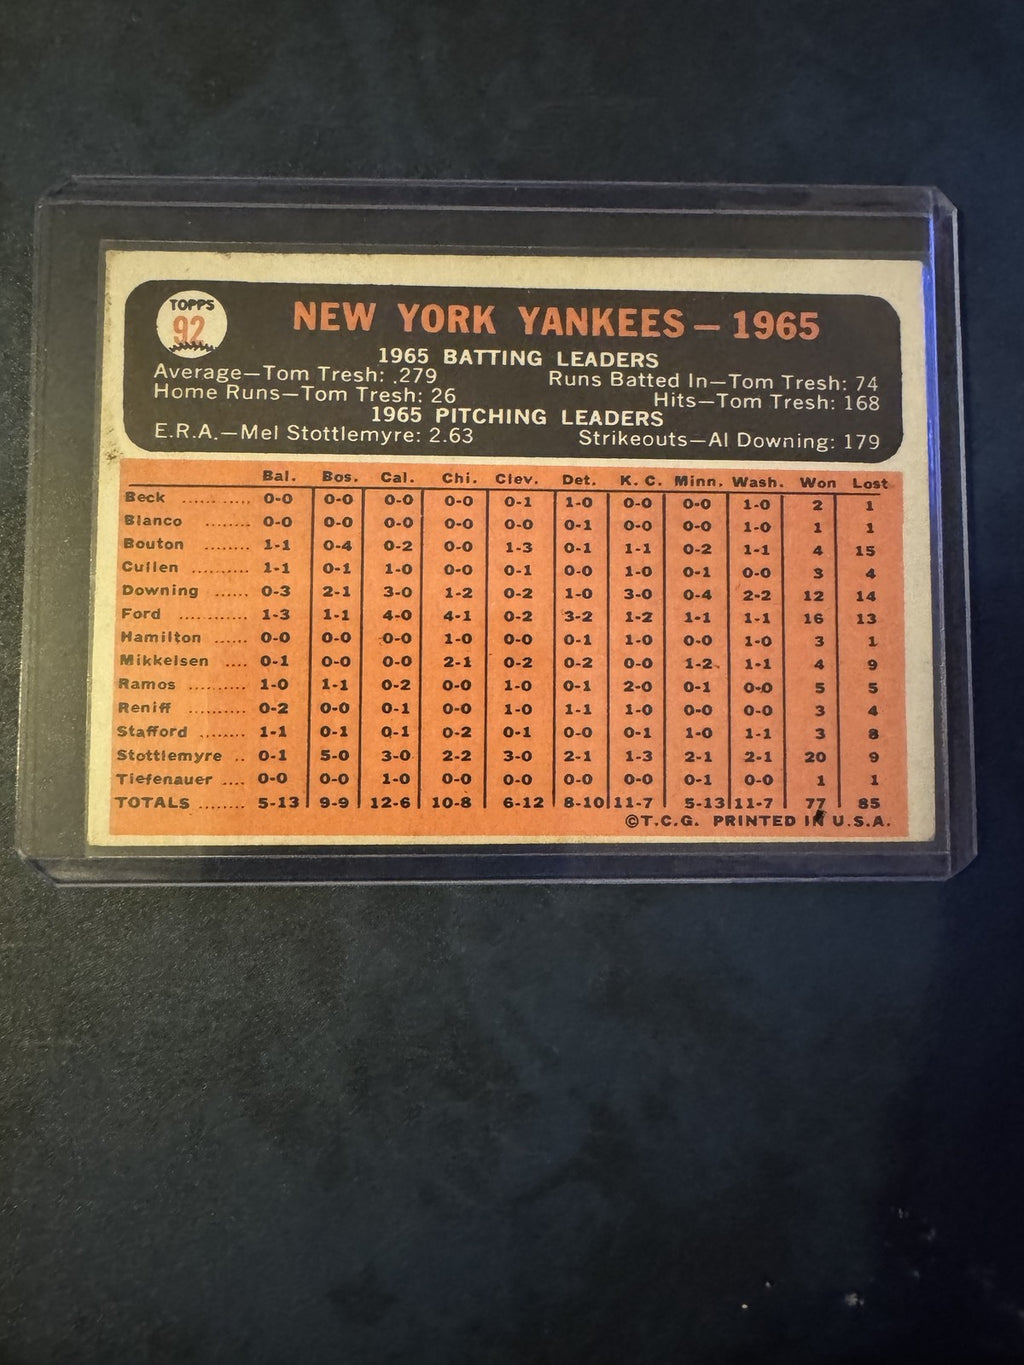 TOPPS
92
NEW YORK YANKEES — 1965
1965 BATTING LEADERS
Average—Tom Tresh: .279 Runs Batted In—Tom Tresh: 74
Home Runs—Tom Tresh: 26 Hits—Tom Tresh: 168
1965 PITCHING LEADERS
E.R.A.—Mel Stottlemyre: 2.63 Strikeouts—Al Downing: 179
Bal. Bos. Cal. Chi. Clev. Det. K. C. Minn. Wash. Won Lost
Beck ............ 0-0 0-0 0-0 0-0 0-1 1-0 0-0 0-0 1-0 2 1
Blanco ........ 0-0 0-0 0-0 0-0 0-0 0-1 0-0 0-0 1-0 1 1
Bouton ........ 1-1 0-4 0-2 0-0 1-3 0-1 1-1 0-2 1-1 4 15
Cullen .......... 1-1 0-1 1-0 0-0 0-1 0-0 1-0 0-1 0-0 3 4
Downing ...... 0-3 2-1 3-0 1-2 0-2 1-0 3-0 0-4 2-2 12 14
Ford ............ 1-3 1-1 4-0 4-1 0-2 3-2 1-2 1-1 1-1 16 13
Hamilton ...... 0-0 0-0 0-0 1-0 0-0 0-1 1-0 0-0 1-0 3 1
Mikkelsen .... 0-1 0-0 0-0 2-1 0-2 0-2 0-0 1-2 1-1 4 9
Ramos .......... 1-0 1-1 0-2 0-0 1-0 0-1 2-0 0-1 0-0 5 5
Reniff .......... 0-2 0-0 0-1 0-0 1-0 1-1 1-0 0-0 0-0 3 4
Stafford ........ 1-1 0-1 0-1 0-2 0-1 0-0 0-1 1-0 1-1 3 8
Stottlemyre .. 0-1 5-0 3-0 2-2 3-0 2-1 1-3 2-1 2-1 20 9
Tiefenauer .... 0-0 0-0 1-0 0-0 0-0 0-0 0-0 0-1 0-0 1 1
TOTALS ........ 5-13 9-9 12-6 10-8 6-12 8-10 11-7 5-13 11-7 77 85
©T.C.G. PRINTED IN U.S.A.